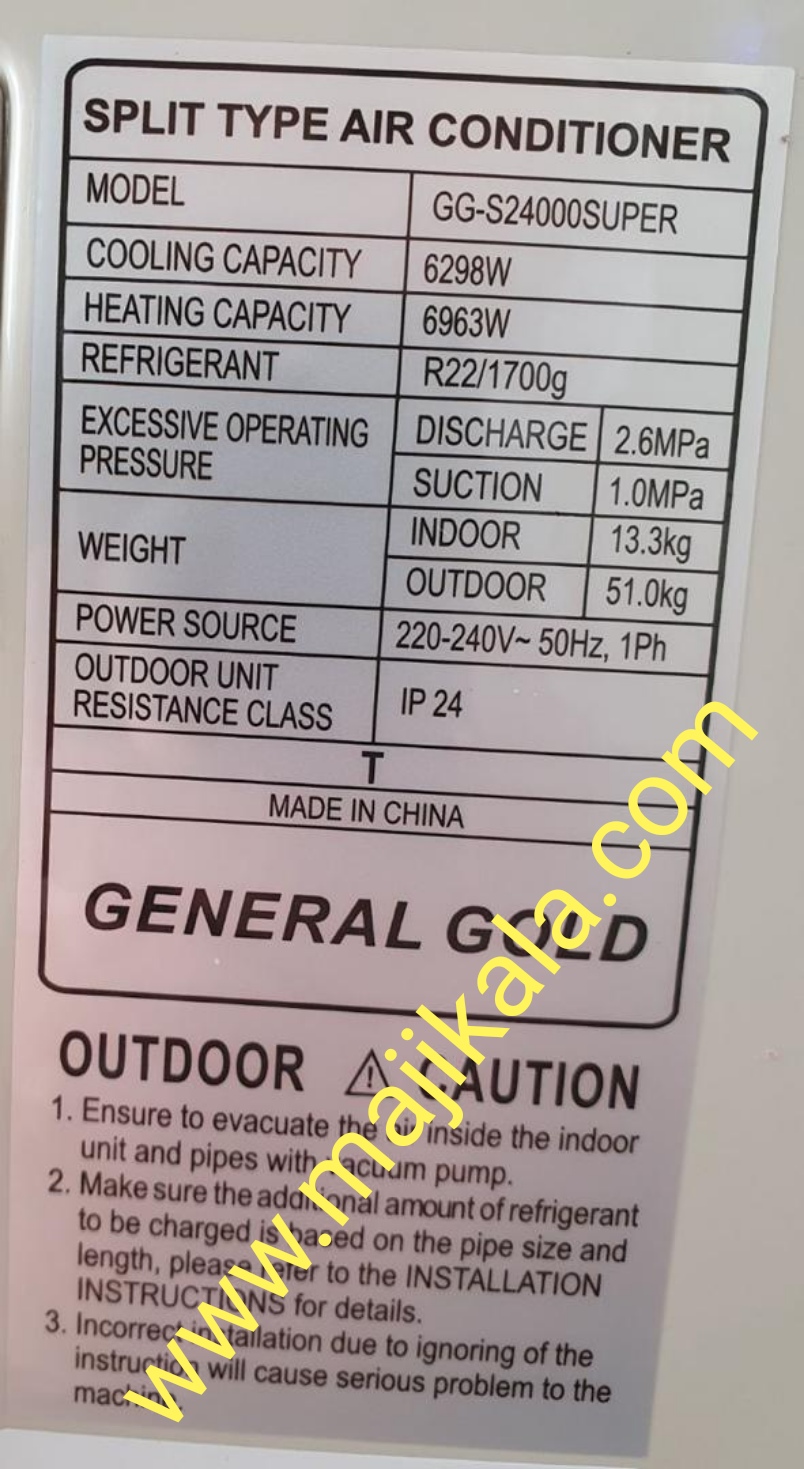 SPLIT TYPE AIR CONDITIONER
MODEL GG-S24000SUPER
COOLING CAPACITY 6298W
HEATING CAPACITY 6963W
REFRIGERANT R22/1700g
EXCESSIVE OPERATING PRESSURE DISCHARGE 2.6MPa
SUCTION 1.0MPa
WEIGHT INDOOR 13.3kg
OUTDOOR 51.0kg
POWER SOURCE 220-240V~ 50Hz, 1Ph
OUTDOOR UNIT
RESISTANCE CLASS IP 24
T
MADE IN CHINA
GENERAL GOLD
OUTDOOR ⚠ CAUTION
1. Ensure to evacuate the air inside the indoor
unit and pipes with vacuum pump.
2. Make sure the additional amount of refrigerant
to be charged is based on the pipe size and
length, please refer to the INSTALLATION
INSTRUCTIONS for details.
3. Incorrect installation due to ignoring of the
instruction will cause serious problem to the
machine.
www.majikala.com